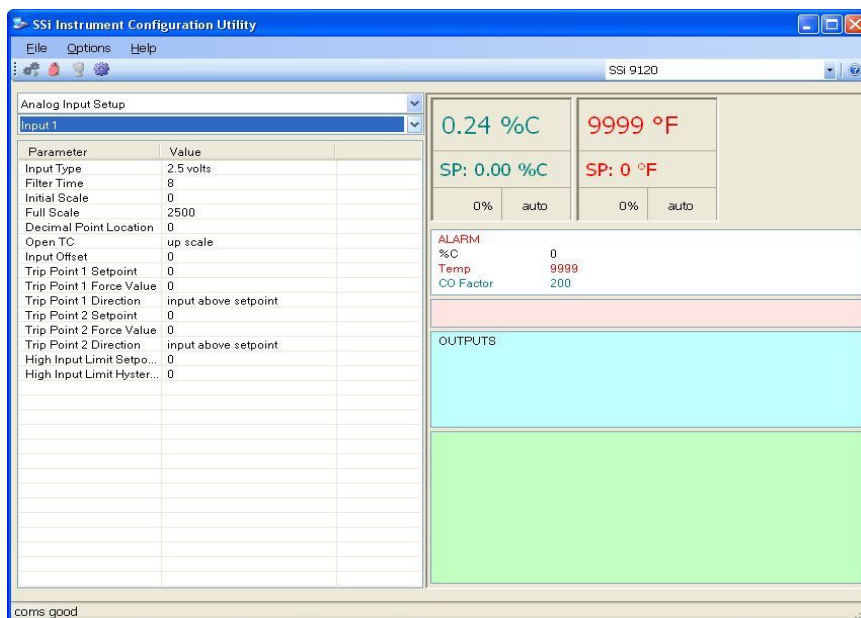 SSi Instrument Configuration Utility
File Options Help
SSi 9120
Analog Input Setup
Input 1
Parameter Value
Input Type 2.5 volts
Filter Time 8
Initial Scale 0
Full Scale 2500
Decimal Point Location 0
Open TC up scale
Input Offset 0
Trip Point 1 Setpoint 0
Trip Point 1 Force Value 0
Trip Point 1 Direction input above setpoint
Trip Point 2 Setpoint 0
Trip Point 2 Force Value 0
Trip Point 2 Direction input above setpoint
High Input Limit Setpo... 0
High Input Limit Hyster... 0
0.24 %C
SP: 0.00 %C
0% auto
9999 °F
SP: 0 °F
0% auto
ALARM
%C 0
Temp 9999
CO Factor 200
OUTPUTS
coms good